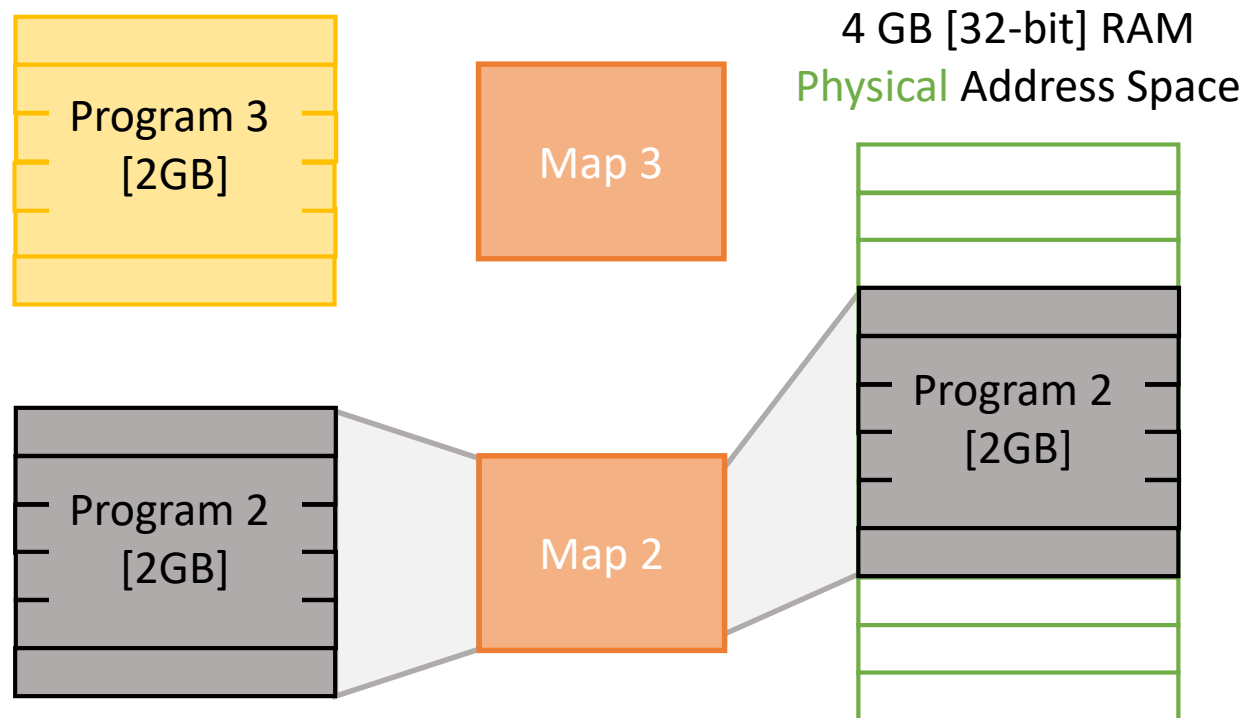 Program 3
[2GB]
Map 3
4 GB [32-bit] RAM
Physical Address Space
Program 2
[2GB]
Map 2
Program 2
[2GB]